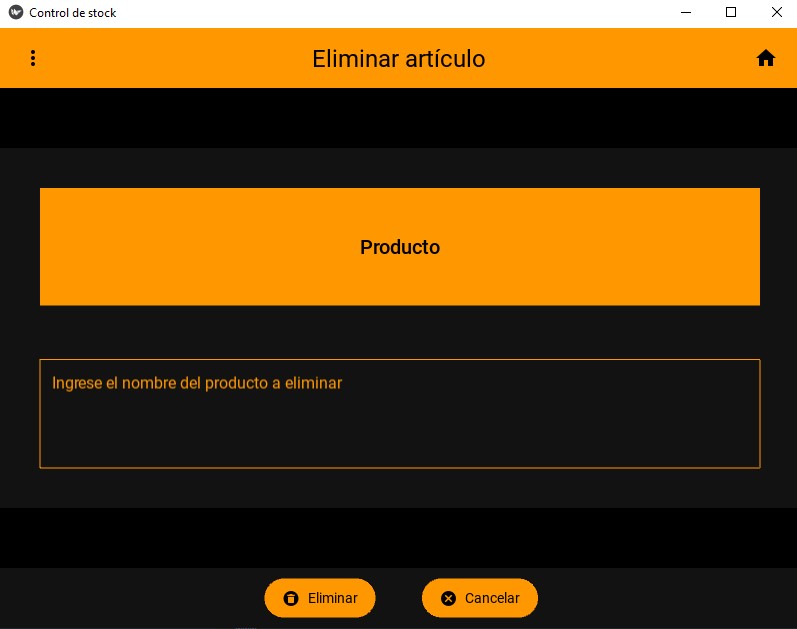 Control de stock
Eliminar artículo
Producto
Ingrese el nombre del producto a eliminar
Eliminar
Cancelar